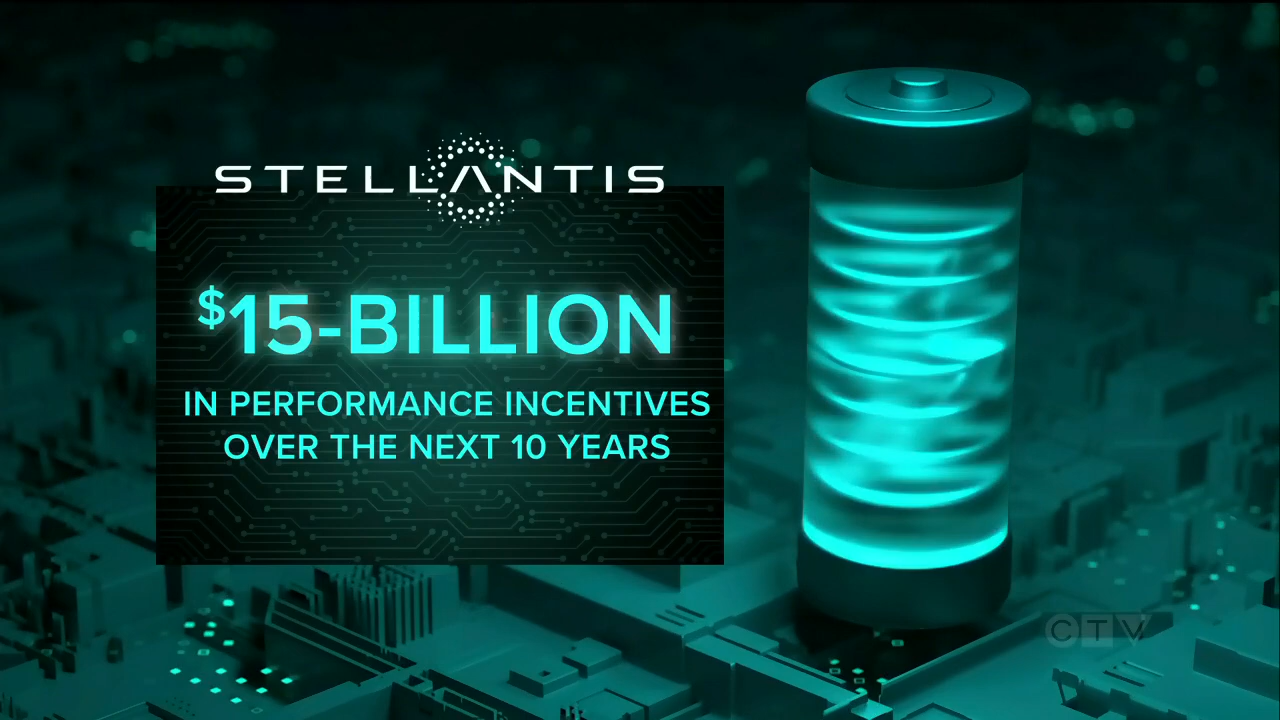 STELLANTIS
$15-BILLION
IN PERFORMANCE INCENTIVES
OVER THE NEXT 10 YEARS
CTV